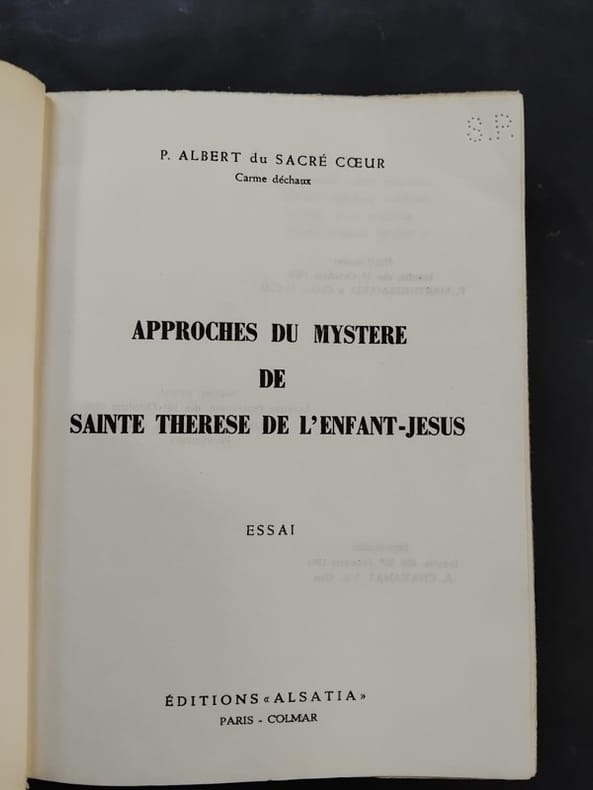 S.P.
P. ALBERT du SACRÉ CŒUR
Carme déchaux
APPROCHES DU MYSTERE
DE
SAINTE THERESE DE L'ENFANT-JESUS
ESSAI
ÉDITIONS « ALSATIA »
PARIS - COLMAR